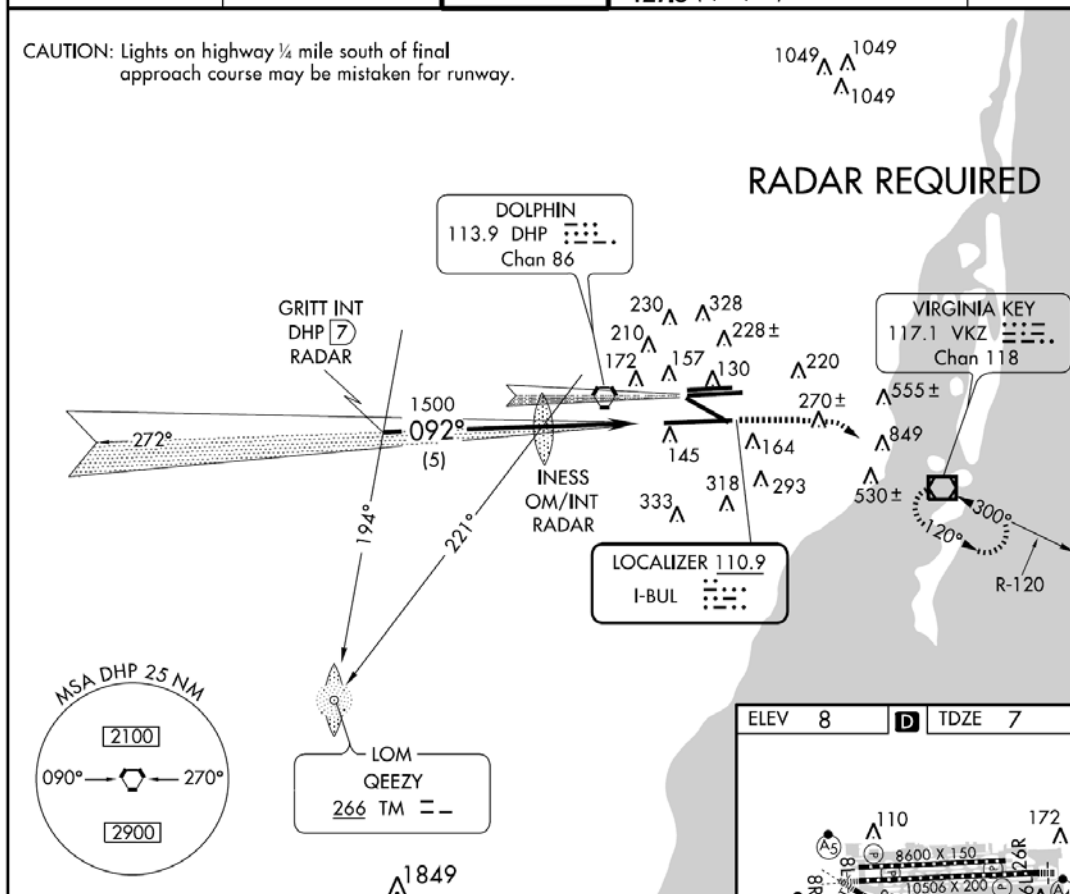 CAUTION: Lights on highway ¼ mile south of final
approach course may be mistaken for runway.
1049
1049
1049
RADAR REQUIRED
DOLPHIN
113.9 DHP
Chan 86
GRITT INT
DHP 7
RADAR
VIRGINIA KEY
117.1 VKZ
Chan 118
230
328
210
228±
172
157
130
220
270±
555±
849
530±
145
164
318
293
333
1500
092°
(5)
272°
INESS
OM/INT
RADAR
194°
221°
300°
120°
R-120
LOCALIZER 110.9
I-BUL
MSA DHP 25 NM
2100
090°
270°
2900
LOM
QEEZY
266 TM
1849
ELEV 8
D
TDZE 7
110
172
A5
P
8600 X 150
P
26R
8L
10506 X 200
P
8R